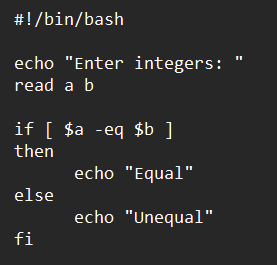 #!/bin/bash
echo "Enter integers: "
read a b
if [ $a -eq $b ]
then
echo "Equal"
else
echo "Unequal"
fi